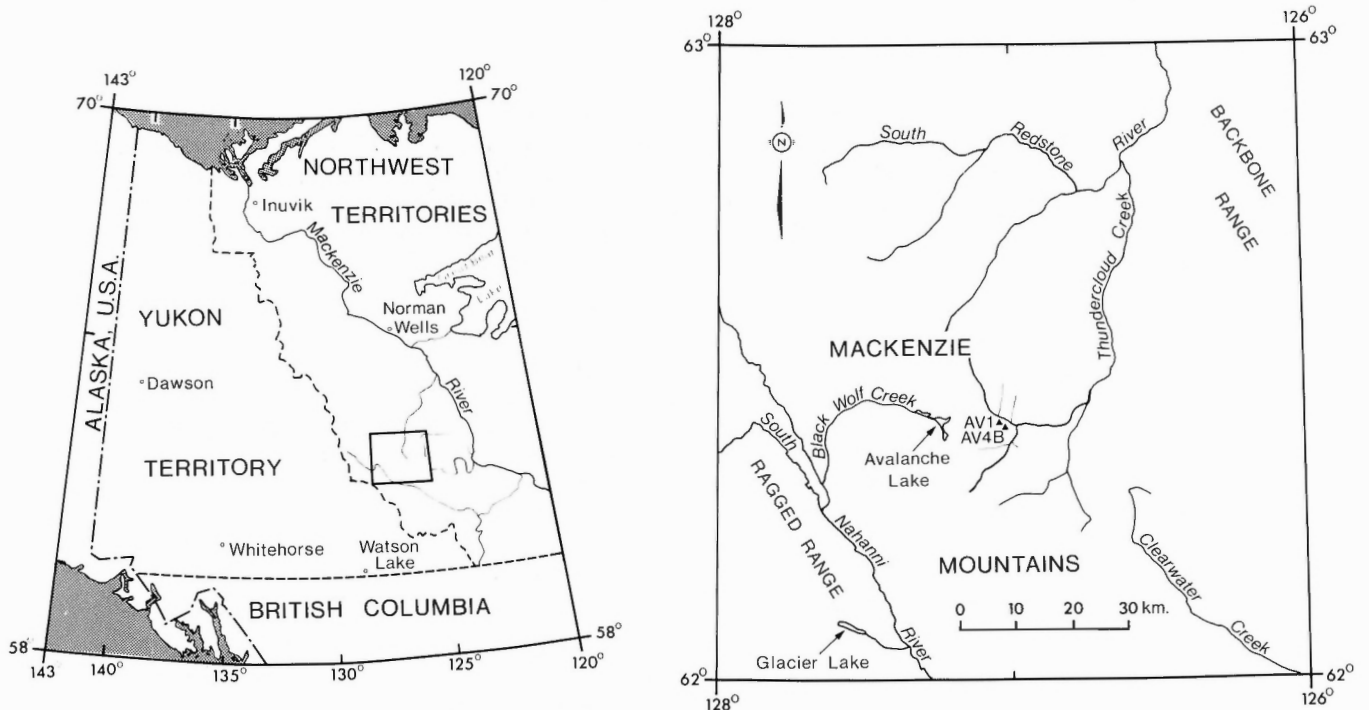 143°
70°
120°
70°
NORTHWEST
Inuvik
TERRITORIES
Mackenzie
ALASKA, U.S.A.
YUKON
Great Bear
Lake
Norman
Wells
Dawson
River
TERRITORY
Whitehorse
Watson
Lake
BRITISH COLUMBIA
58°
58°
143
140°
135°
130°
125°
120°
128°
63°
126°
63°
N
South
Redstone
River
BACKBONE
RANGE
Thundercloud Creek
MACKENZIE
Black Wolf Creek
AV1
AV4B
Avalanche
Lake
South
Nahanni
River
RAGGED RANGE
MOUNTAINS
Clearwater
Creek
0 10 20 30 km.
Glacier Lake
62°
128°
62°
126°